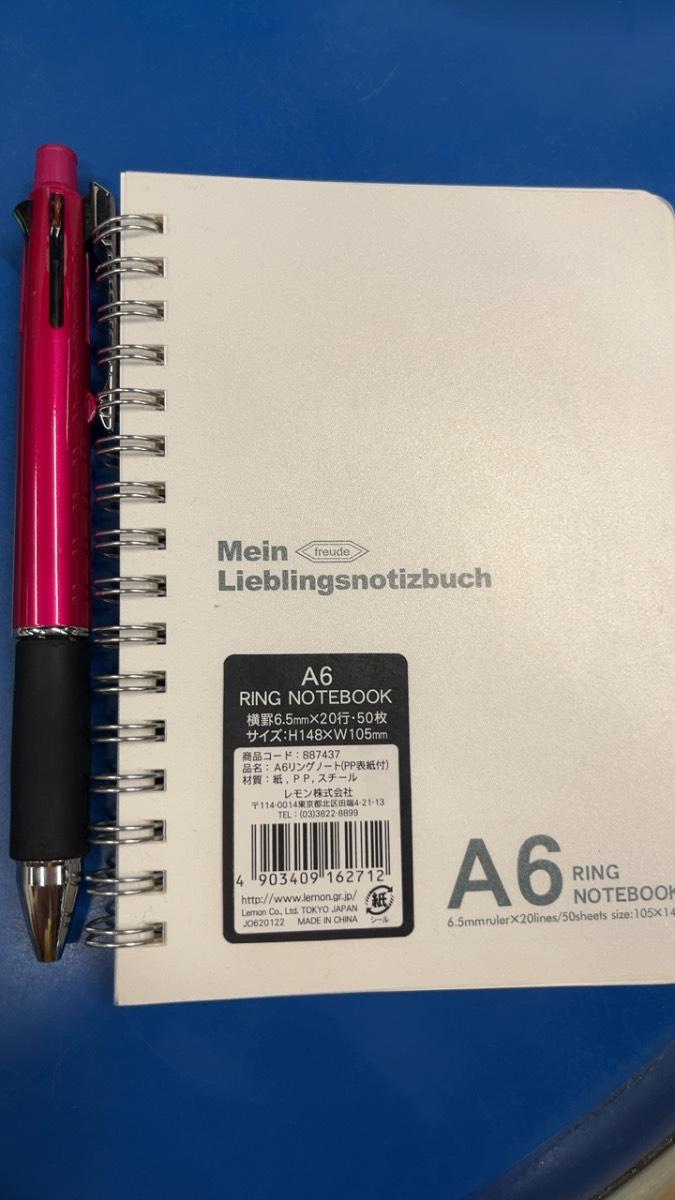 Mein freude
Lieblingsnotizbuch
A6
RING NOTEBOOK
横罫6.5mm×20行・50枚
サイズ:H148×W105mm
商品コード:887437
品名:A6リングノート(PP表紙付)
材質:紙,PP,スチール
レモン株式会社
〒114-0014東京都北区田端4-21-13
TEL:(03)3822-8899
4 903409 162712
http://www.lemon.gr.jp/
Lemon Co., Ltd. TOKYO JAPAN
JO620122 MADE IN CHINA
紙
シール
A6 RING
NOTEBOOK
6.5mmruler×20lines/50sheets size:105×14